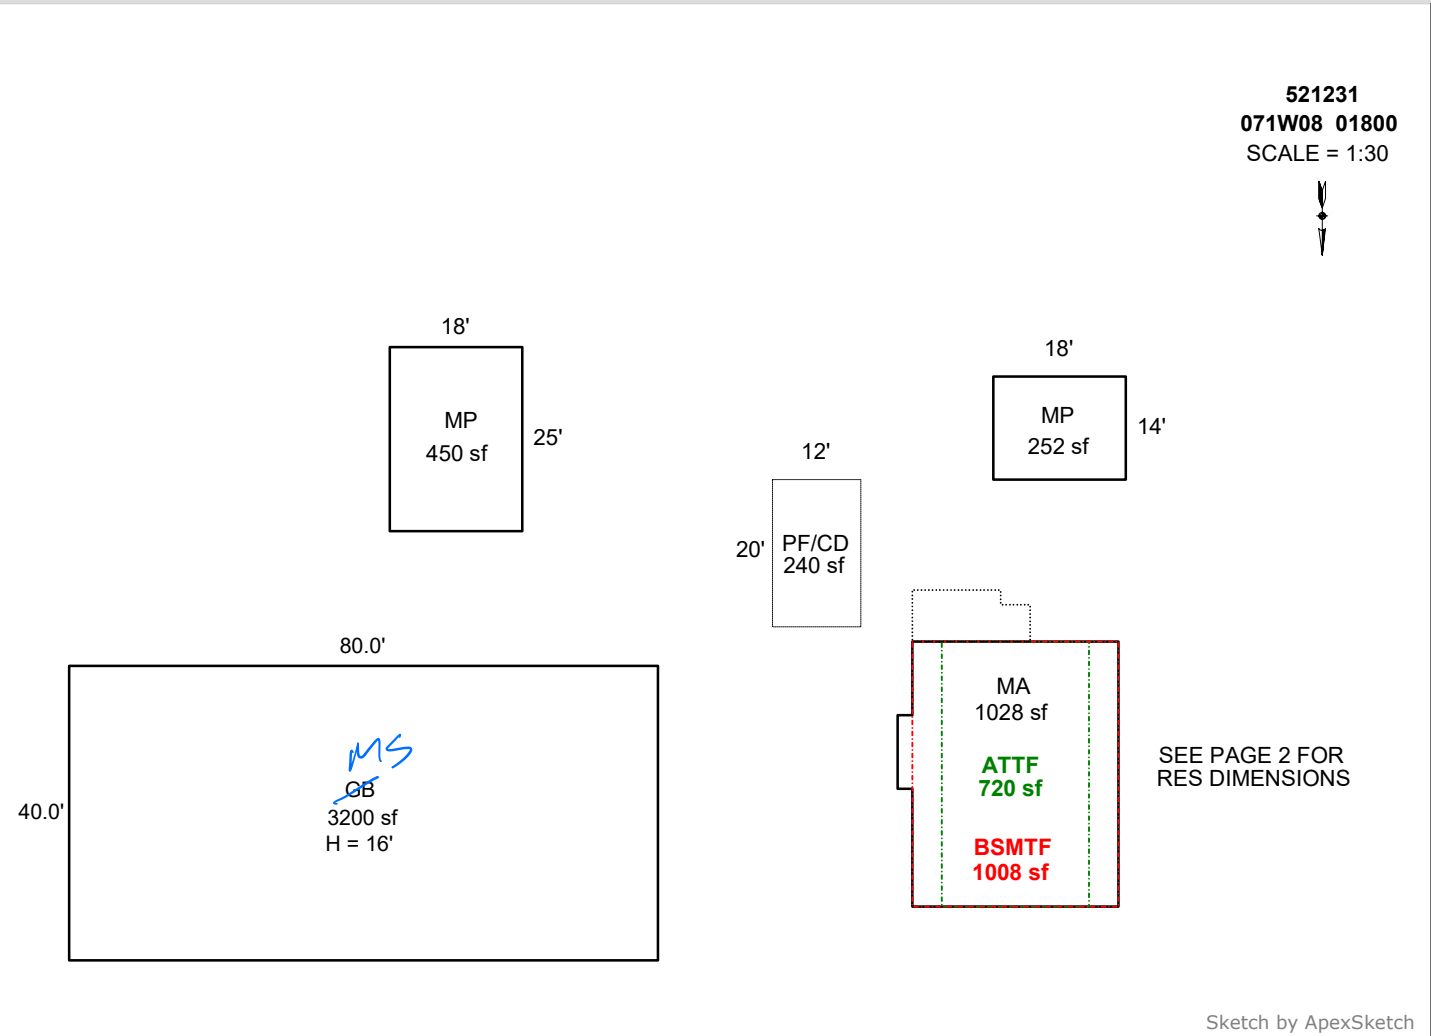 521231
071W08 01800
SCALE = 1:30
N
18'
MP
450 sf
25'
18'
MP
252 sf
14'
12'
20'
PF/CD
240 sf
80.0'
40.0'
MS
GB
3200 sf
H = 16'
MA
1028 sf
ATTF
720 sf
BSMTF
1008 sf
SEE PAGE 2 FOR
RES DIMENSIONS
Sketch by ApexSketch